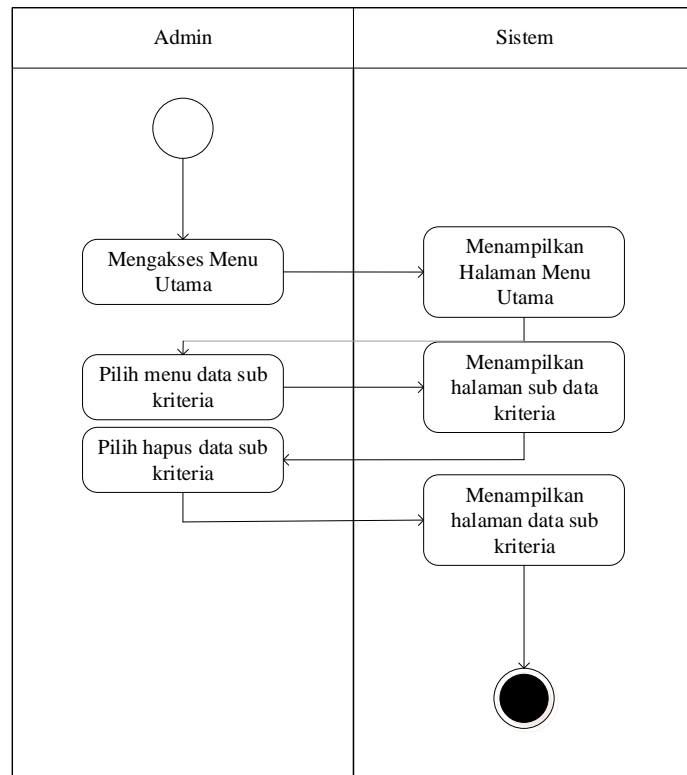 Admin
Sistem
Mengakses Menu
Utama
Menampilkan
Halaman Menu
Utama
Pilih menu data sub
kriteria
Menampilkan
halaman sub data
kriteria
Pilih hapus data sub
kriteria
Menampilkan
halaman data sub
kriteria